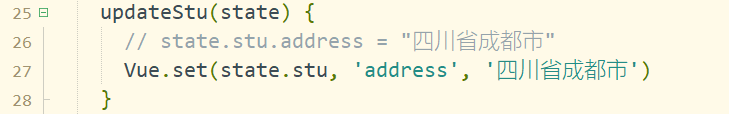 25 updateStu(state) {
26 // state.stu.address = "四川省成都市"
27 Vue.set(state.stu, 'address', '四川省成都市')
28 }